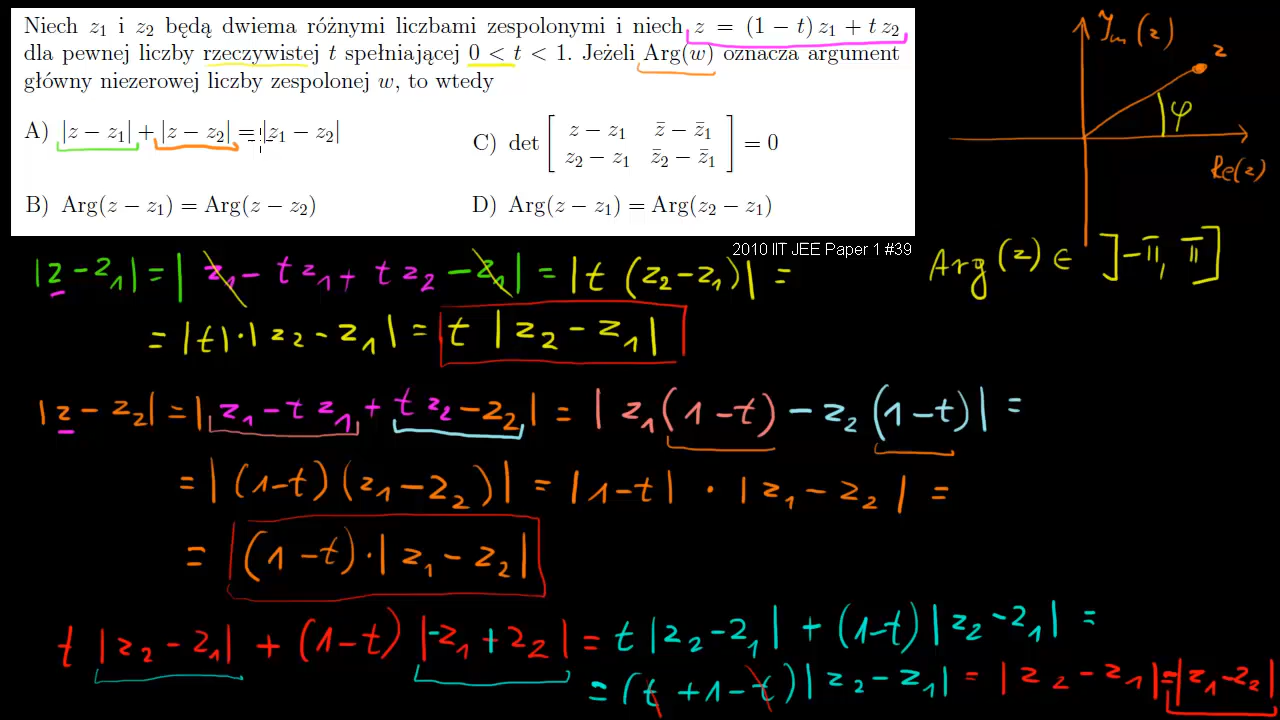 Niech z₁ i z₂ będą dwiema różnymi liczbami zespolonymi i niech z = (1 − t) z₁ + t z₂
dla pewnej liczby rzeczywistej t spełniającej 0 < t < 1. Jeżeli Arg(w) oznacza argument
główny niezerowej liczby zespolonej w, to wtedy
A) |z − z₁| + |z − z₂| = |z₁ − z₂|
C) det [ z − z₁  z̄ − z̄₁
z₂ − z₁  z̄₂ − z̄₁ ] = 0
B) Arg(z − z₁) = Arg(z − z₂)
D) Arg(z − z₁) = Arg(z₂ − z₁)
2010 IIT JEE Paper 1 #39
Im(z)
z
φ
Re(z)
Arg(z) ∈ ]−π, π]
|z − z₁| = | z₁ − t z₁ + t z₂ − z₁ | = | t (z₂ − z₁) | =
= |t| · | z₂ − z₁ | = t | z₂ − z₁ |
|z − z₂| = | z₁ − t z₁ + t z₂ − z₂ | = | z₁ (1 − t) − z₂ (1 − t) | =
= | (1 − t) (z₁ − z₂) | = | 1 − t | · | z₁ − z₂ | =
= (1 − t) · | z₁ − z₂ |
t | z₂ − z₁ | + (1 − t) | −z₁ + z₂ | = t | z₂ − z₁ | + (1 − t) | z₂ − z₁ | =
= (t + 1 − t) | z₂ − z₁ | = | z₂ − z₁ | = | z₁ − z₂ |